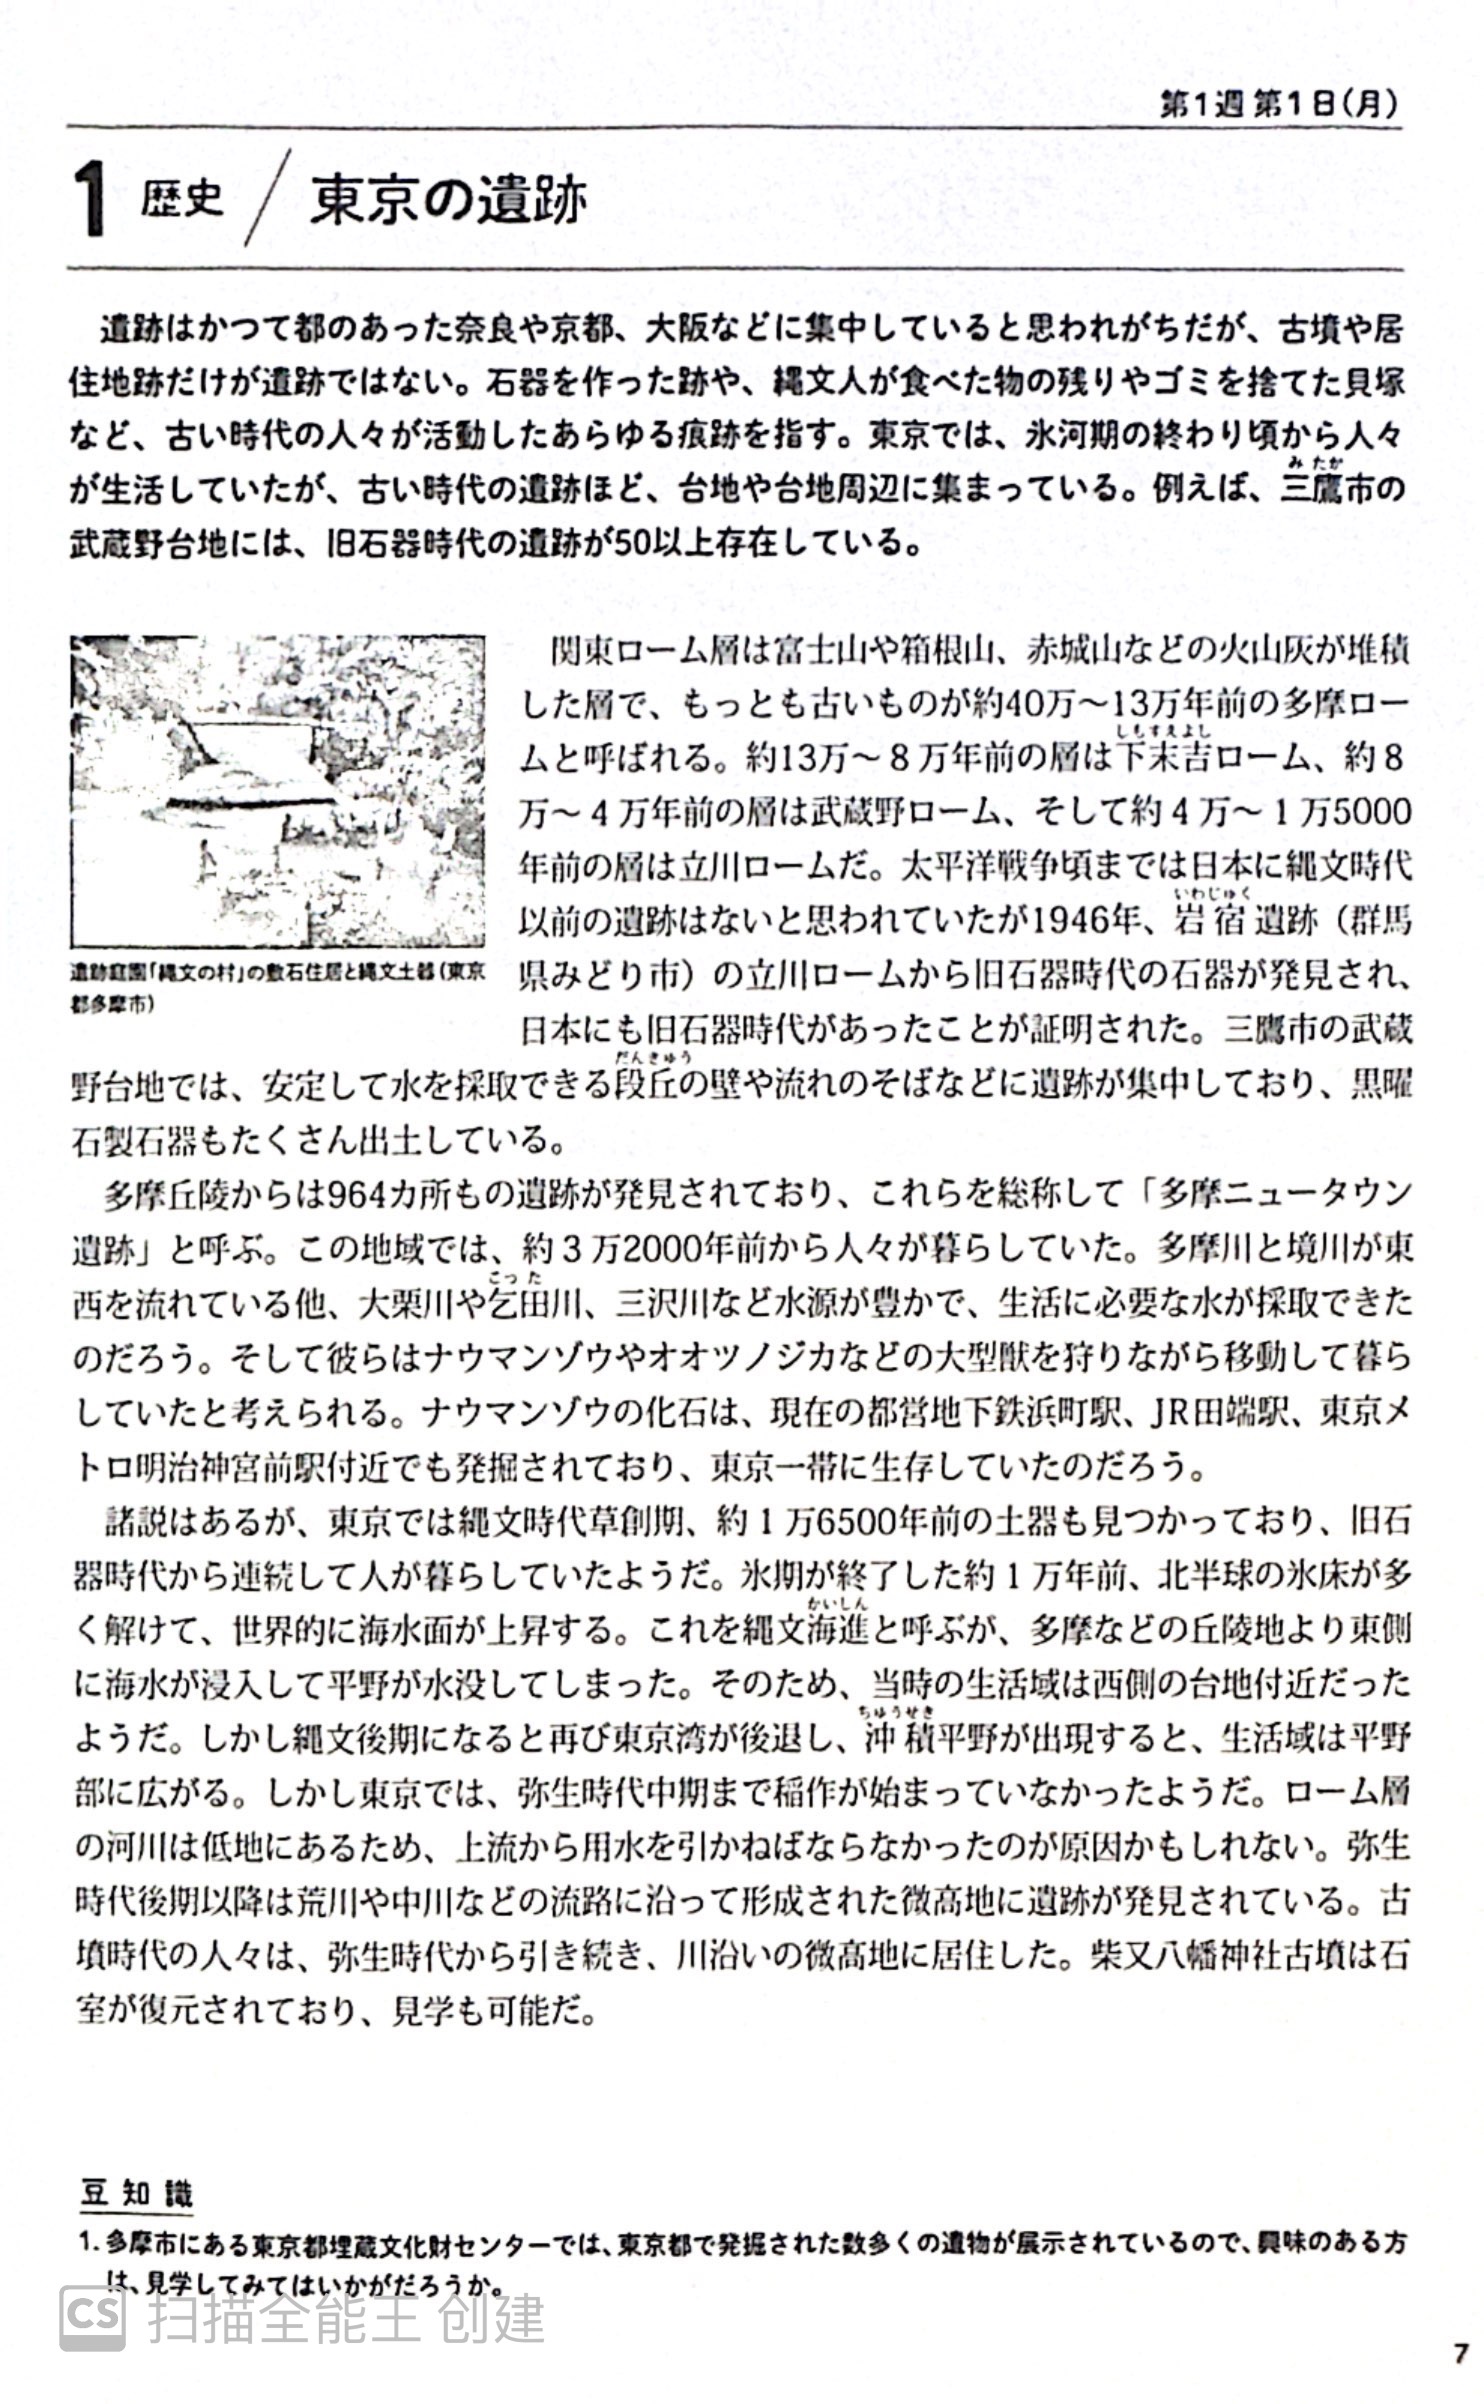 第1週 第1日(月)
1 歴史 / 東京の遺跡
遺跡はかつて都のあった奈良や京都、大阪などに集中していると思われがちだが、古墳や居
住地跡だけが遺跡ではない。石器を作った跡や、縄文人が食べた物の残りやゴミを捨てた貝塚
など、古い時代の人々が活動したあらゆる痕跡を指す。東京では、氷河期の終わり頃から人々
みたか
が生活していたが、古い時代の遺跡ほど、台地や台地周辺に集まっている。例えば、三鷹市の
武蔵野台地には、旧石器時代の遺跡が50以上存在している。
遺跡庭園「縄文の村」の敷石住居と縄文土器(東京
都多摩市)
関東ローム層は富士山や箱根山、赤城山などの火山灰が堆積
した層で、もっとも古いものが約40万〜13万年前の多摩ロー
しもすえよし
ムと呼ばれる。約13万〜8万年前の層は下末吉ローム、約8
万〜4万年前の層は武蔵野ローム、そして約4万〜1万5000
年前の層は立川ロームだ。太平洋戦争頃までは日本に縄文時代
いわじゅく
以前の遺跡はないと思われていたが1946年、岩宿遺跡（群馬
県みどり市）の立川ロームから旧石器時代の石器が発見され、
日本にも旧石器時代があったことが証明された。三鷹市の武蔵
だんきゅう
野台地では、安定して水を採取できる段丘の壁や流れのそばなどに遺跡が集中しており、黒曜
石製石器もたくさん出土している。
多摩丘陵からは964カ所もの遺跡が発見されており、これらを総称して「多摩ニュータウン
遺跡」と呼ぶ。この地域では、約3万2000年前から人々が暮らしていた。多摩川と境川が東
こった
西を流れている他、大栗川や乞田川、三沢川など水源が豊かで、生活に必要な水が採取できた
のだろう。そして彼らはナウマンゾウやオオツノジカなどの大型獣を狩りながら移動して暮ら
していたと考えられる。ナウマンゾウの化石は、現在の都営地下鉄浜町駅、JR田端駅、東京メ
トロ明治神宮前駅付近でも発掘されており、東京一帯に生存していたのだろう。
諸説はあるが、東京では縄文時代草創期、約1万6500年前の土器も見つかっており、旧石
器時代から連続して人が暮らしていたようだ。氷期が終了した約1万年前、北半球の氷床が多
かいしん
く解けて、世界的に海水面が上昇する。これを縄文海進と呼ぶが、多摩などの丘陵地より東側
に海水が浸入して平野が水没してしまった。そのため、当時の生活域は西側の台地付近だった
ちゅうせき
ようだ。しかし縄文後期になると再び東京湾が後退し、沖積平野が出現すると、生活域は平野
部に広がる。しかし東京では、弥生時代中期まで稲作が始まっていなかったようだ。ローム層
の河川は低地にあるため、上流から用水を引かねばならなかったのが原因かもしれない。弥生
時代後期以降は荒川や中川などの流路に沿って形成された微高地に遺跡が発見されている。古
墳時代の人々は、弥生時代から引き続き、川沿いの微高地に居住した。柴又八幡神社古墳は石
室が復元されており、見学も可能だ。
豆知識
1. 多摩市にある東京都埋蔵文化財センターでは、東京都で発掘された数多くの遺物が展示されているので、興味のある方
は、見学してみてはいかがだろうか。
CS 扫描全能王 创建
7